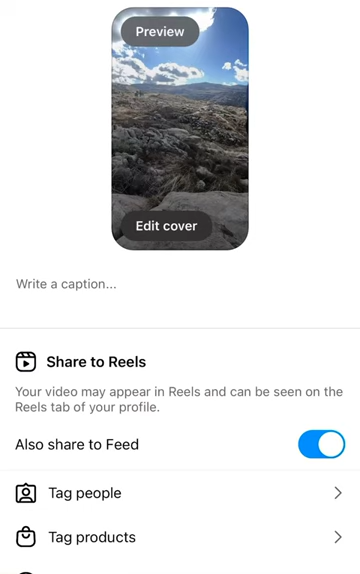 Preview
Edit cover
Write a caption...
Share to Reels
Your video may appear in Reels and can be seen on the
Reels tab of your profile.
Also share to Feed
Tag people
Tag products